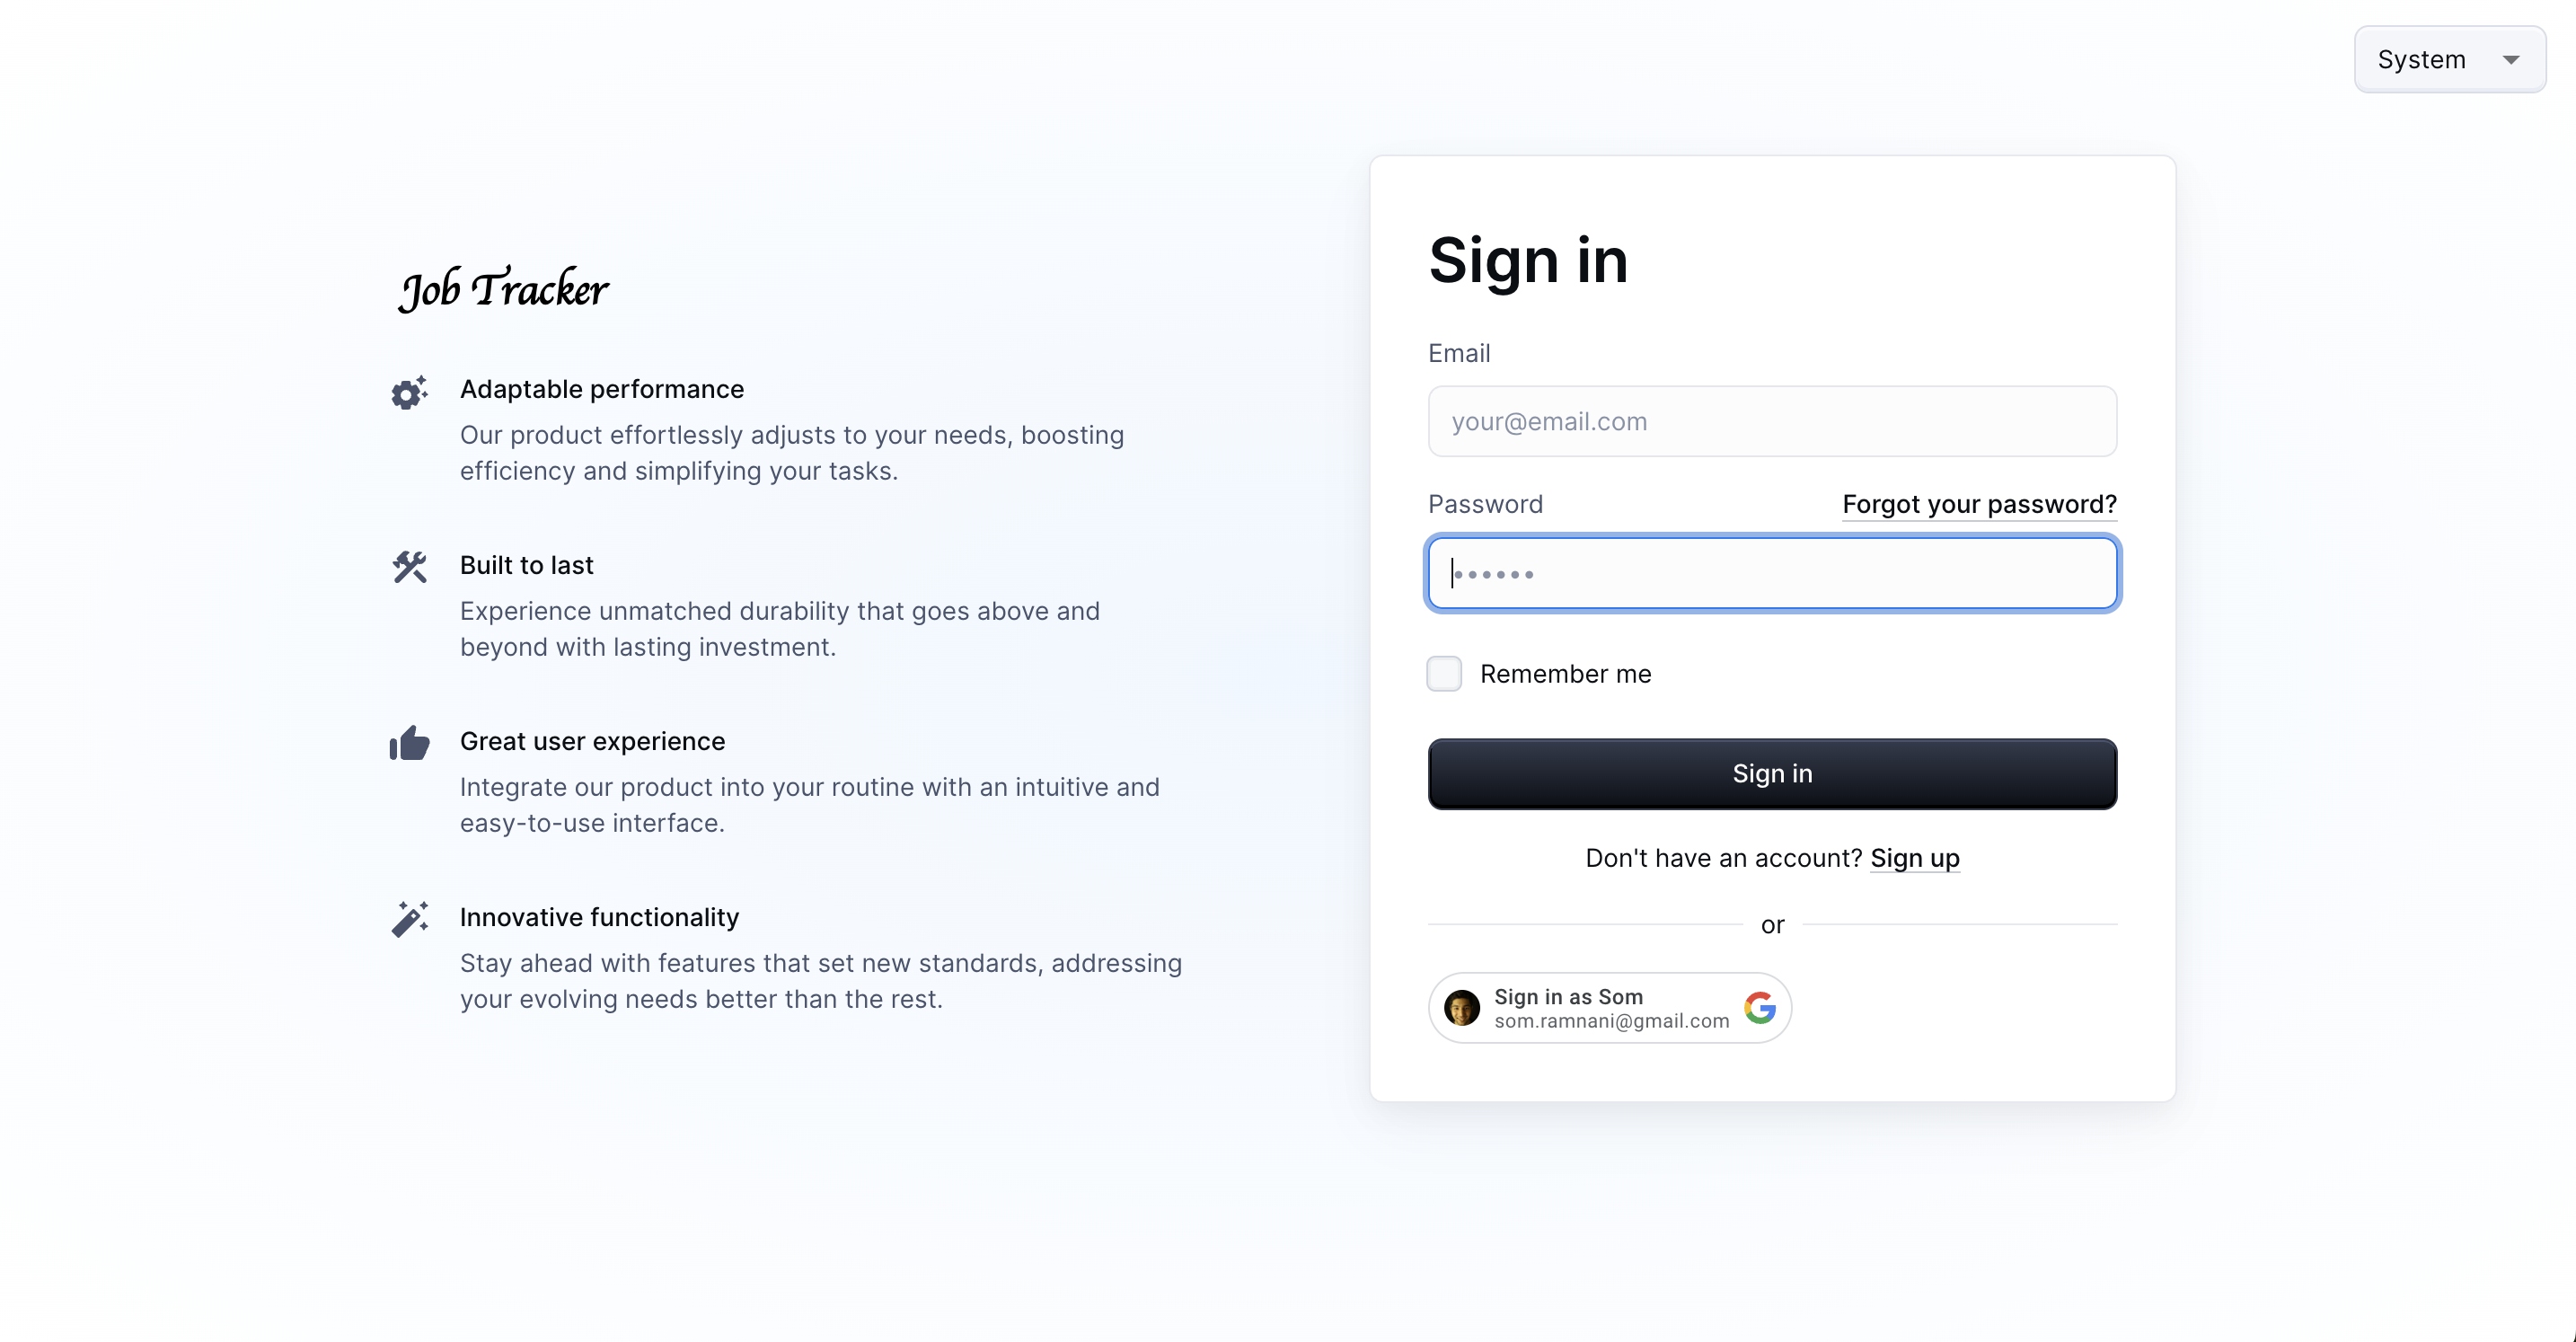 System
Job Tracker
Adaptable performance
Our product effortlessly adjusts to your needs, boosting
efficiency and simplifying your tasks.
Built to last
Experience unmatched durability that goes above and
beyond with lasting investment.
Great user experience
Integrate our product into your routine with an intuitive and
easy-to-use interface.
Innovative functionality
Stay ahead with features that set new standards, addressing
your evolving needs better than the rest.
Sign in
Email
your@email.com
Password Forgot your password?
••••••
Remember me
Sign in
Don't have an account? Sign up
or
Sign in as Som
som.ramnani@gmail.com